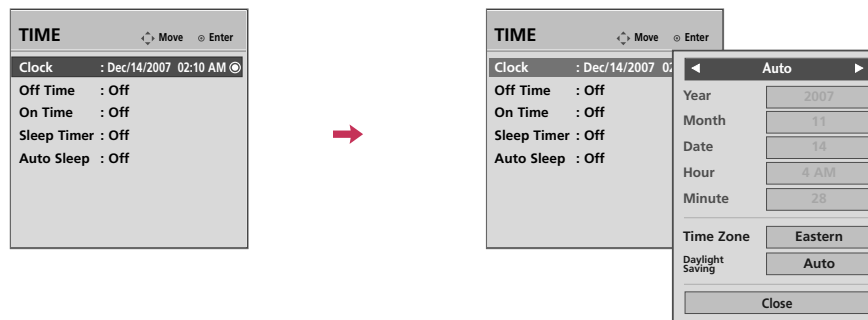 TIME Move Enter
Clock : Dec/14/2007 02:10 AM
Off Time : Off
On Time : Off
Sleep Timer : Off
Auto Sleep : Off
TIME Move Enter
Clock : Dec/14/2007
Off Time : Off
On Time : Off
Sleep Timer : Off
Auto Sleep : Off
Auto
Year 2007
Month 11
Date 14
Hour 4 AM
Minute 28
Time Zone Eastern
Daylight
Saving Auto
Close